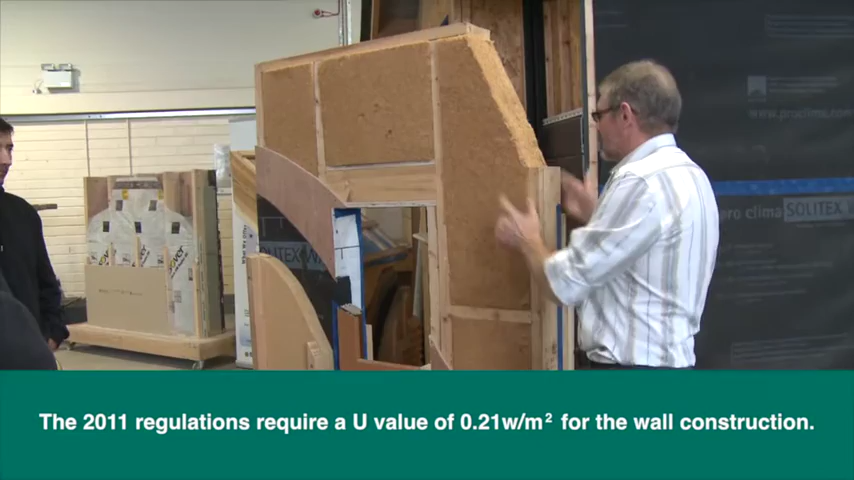 www.proclima.com
pro clima SOLITEX
SOLITEX
The 2011 regulations require a U value of 0.21w/m² for the wall construction.